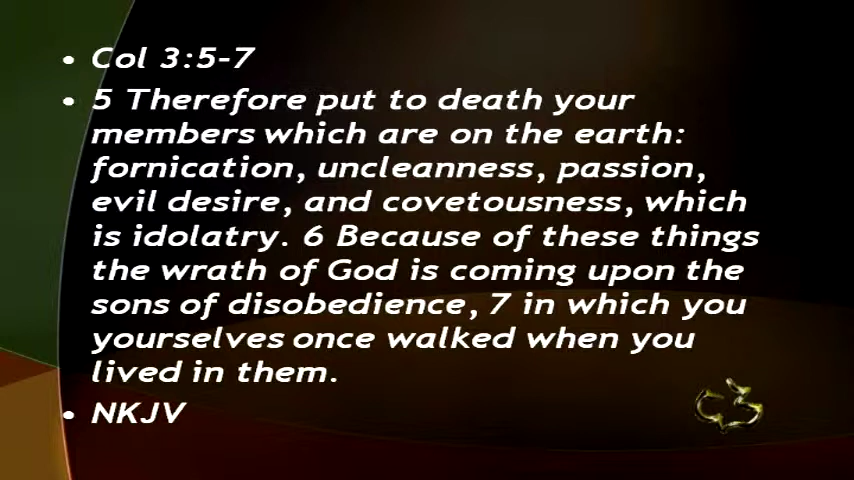 • Col 3:5-7
• 5 Therefore put to death your
members which are on the earth:
fornication, uncleanness, passion,
evil desire, and covetousness, which
is idolatry. 6 Because of these things
the wrath of God is coming upon the
sons of disobedience, 7 in which you
yourselves once walked when you
lived in them.
• NKJV
C3